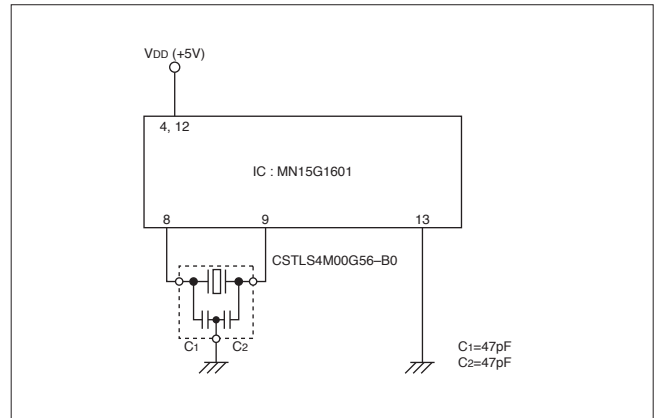 VDD (+5V)
4, 12
IC : MN15G1601
8 9 13
CSTLS4M00G56–B0
C1 C2
C1=47pF
C2=47pF